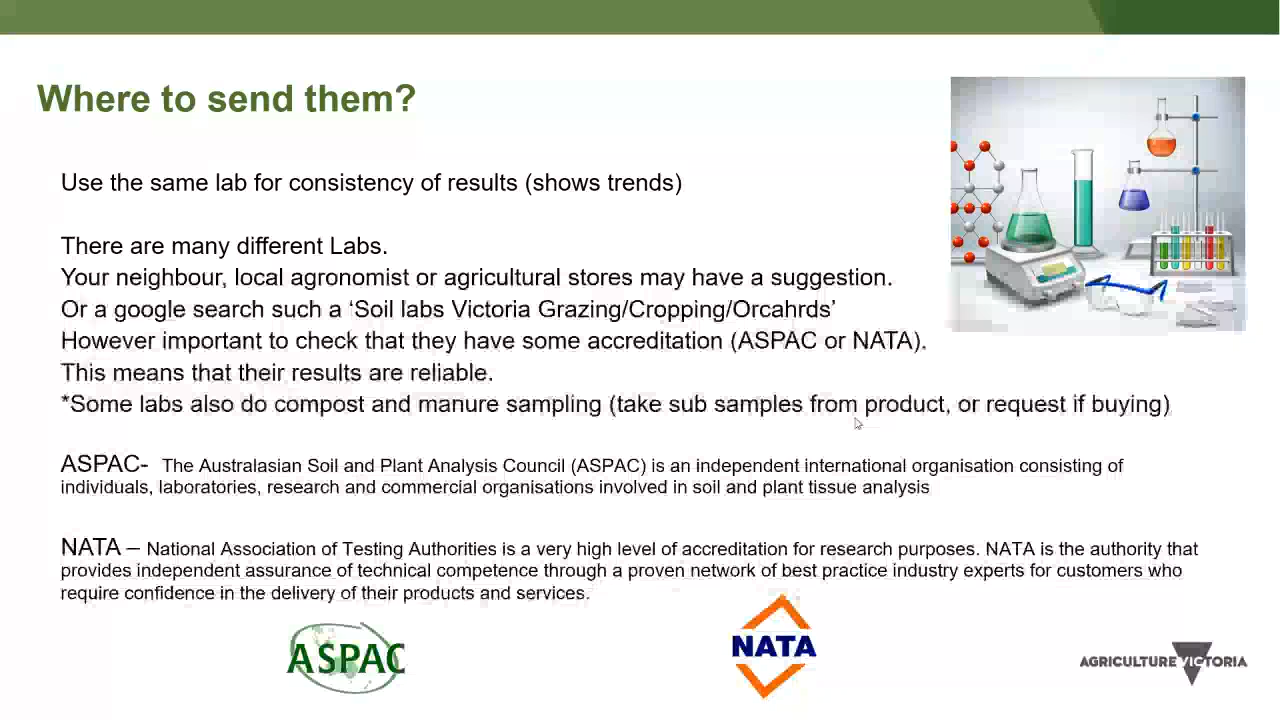 Where to send them?
Use the same lab for consistency of results (shows trends)
There are many different Labs.
Your neighbour, local agronomist or agricultural stores may have a suggestion.
Or a google search such a ‘Soil labs Victoria Grazing/Cropping/Orcahrds’
However important to check that they have some accreditation (ASPAC or NATA).
This means that their results are reliable.
*Some labs also do compost and manure sampling (take sub samples from product, or request if buying)
ASPAC- The Australasian Soil and Plant Analysis Council (ASPAC) is an independent international organisation consisting of
individuals, laboratories, research and commercial organisations involved in soil and plant tissue analysis
NATA – National Association of Testing Authorities is a very high level of accreditation for research purposes. NATA is the authority that
provides independent assurance of technical competence through a proven network of best practice industry experts for customers who
require confidence in the delivery of their products and services.
ASPAC
NATA
AGRICULTURE VICTORIA